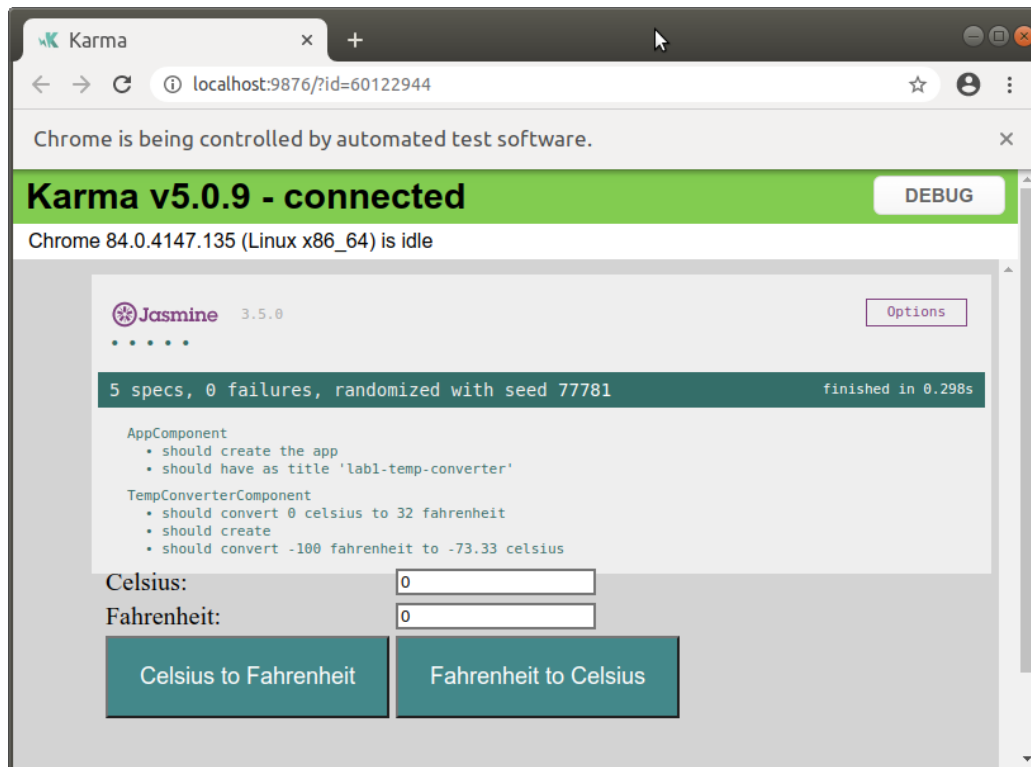 Karma
localhost:9876/?id=60122944
Chrome is being controlled by automated test software.
Karma v5.0.9 - connected
DEBUG
Chrome 84.0.4147.135 (Linux x86_64) is idle
Jasmine 3.5.0
Options
• • • • •
5 specs, 0 failures, randomized with seed 77781
finished in 0.298s
AppComponent
• should create the app
• should have as title 'lab1-temp-converter'
TempConverterComponent
• should convert 0 celsius to 32 fahrenheit
• should create
• should convert -100 fahrenheit to -73.33 celsius
Celsius: 0
Fahrenheit: 0
Celsius to Fahrenheit
Fahrenheit to Celsius